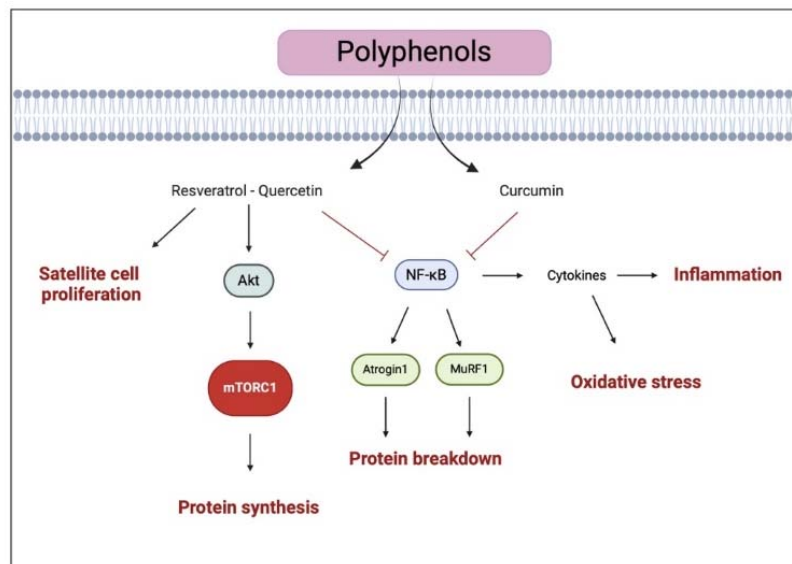 Polyphenols
Resveratrol - Quercetin
Curcumin
Satellite cell
proliferation
Akt
NF-κB
Cytokines
Inflammation
mTORC1
Atrogin1
MuRF1
Oxidative stress
Protein breakdown
Protein synthesis